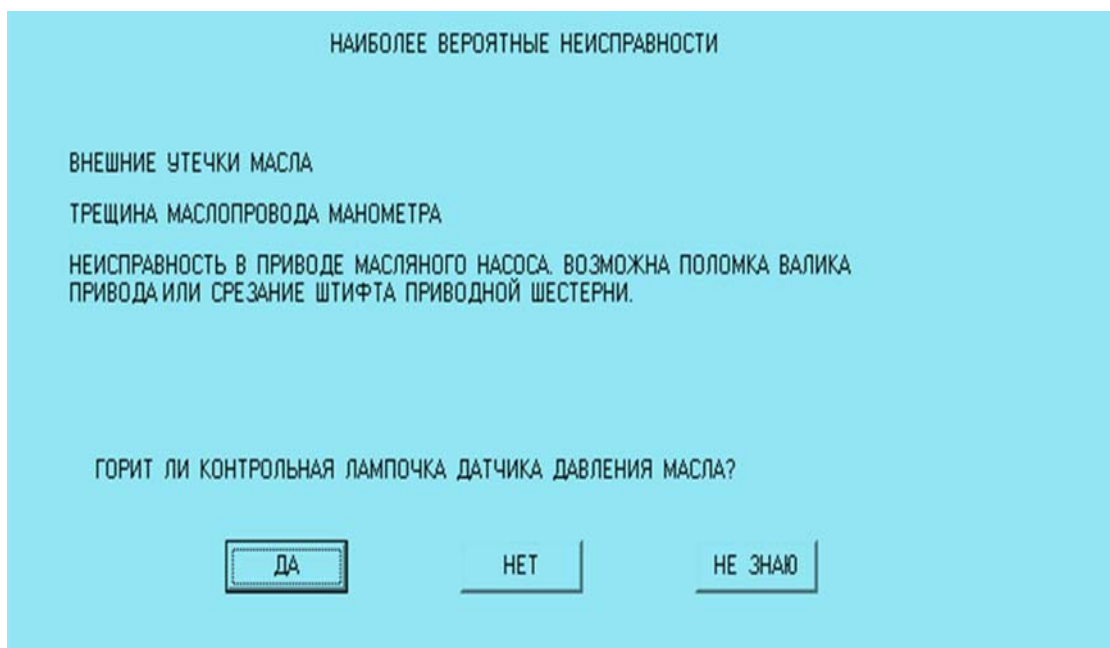 НАИБОЛЕЕ ВЕРОЯТНЫЕ НЕИСПРАВНОСТИ
ВНЕШНИЕ УТЕЧКИ МАСЛА
ТРЕЩИНА МАСЛОПРОВОДА МАНОМЕТРА
НЕИСПРАВНОСТЬ В ПРИВОДЕ МАСЛЯНОГО НАСОСА. ВОЗМОЖНА ПОЛОМКА ВАЛИКА
ПРИВОДА ИЛИ СРЕЗАНИЕ ШТИФТА ПРИВОДНОЙ ШЕСТЕРНИ.
ГОРИТ ЛИ КОНТРОЛЬНАЯ ЛАМПОЧКА ДАТЧИКА ДАВЛЕНИЯ МАСЛА?
ДА НЕТ НЕ ЗНАЮ